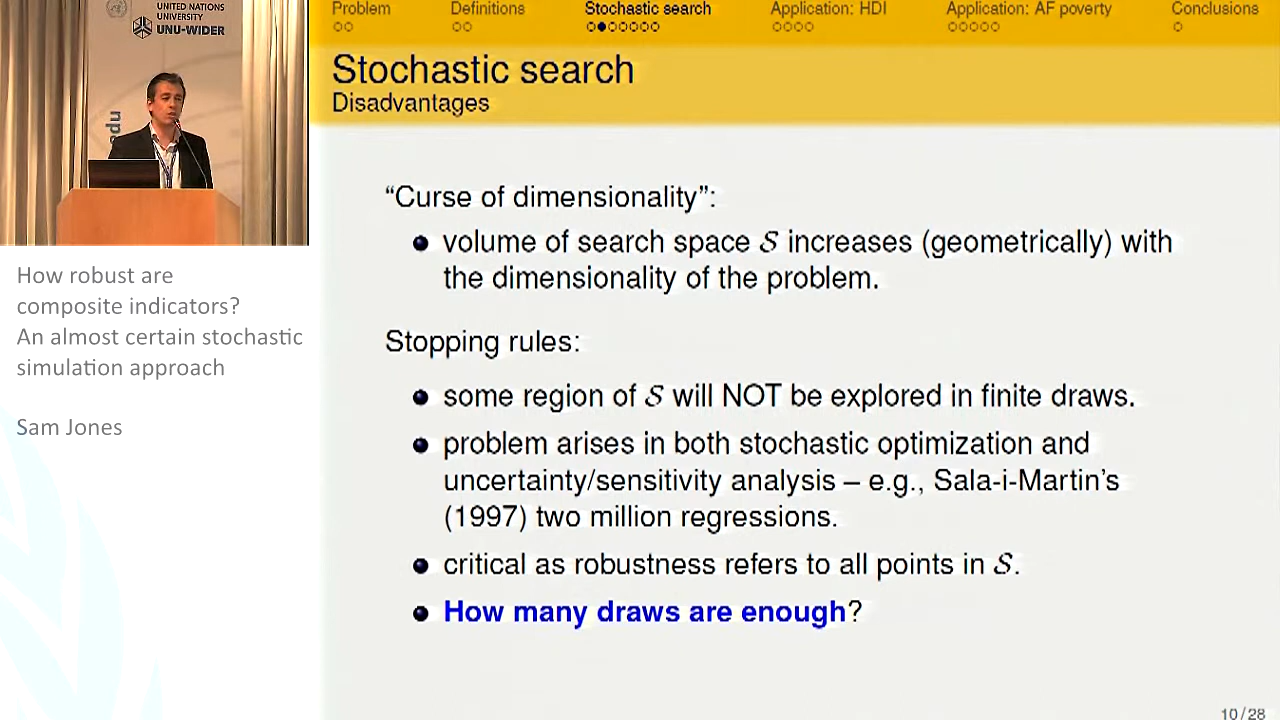 UNITED NATIONS
UNIVERSITY
UNU-WIDER
edu
How robust are
composite indicators?
An almost certain stochastic
simulation approach
Sam Jones
Problem Definitions Stochastic search Application: HDI Application: AF poverty Conclusions
Stochastic search
Disadvantages
“Curse of dimensionality”:
volume of search space S increases (geometrically) with
the dimensionality of the problem.
Stopping rules:
some region of S will NOT be explored in finite draws.
problem arises in both stochastic optimization and
uncertainty/sensitivity analysis – e.g., Sala-i-Martin’s
(1997) two million regressions.
critical as robustness refers to all points in S.
How many draws are enough?
10/28